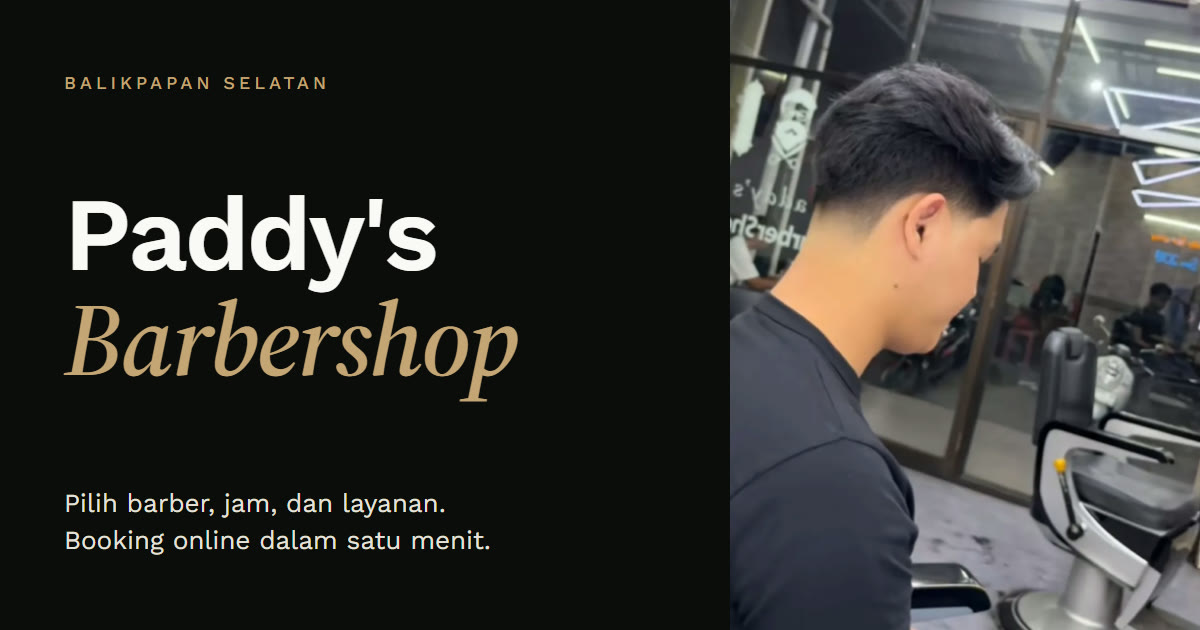 BALIKPAPAN SELATAN
Paddy's
Barbershop
Pilih barber, jam, dan layanan.
Booking online dalam satu menit.